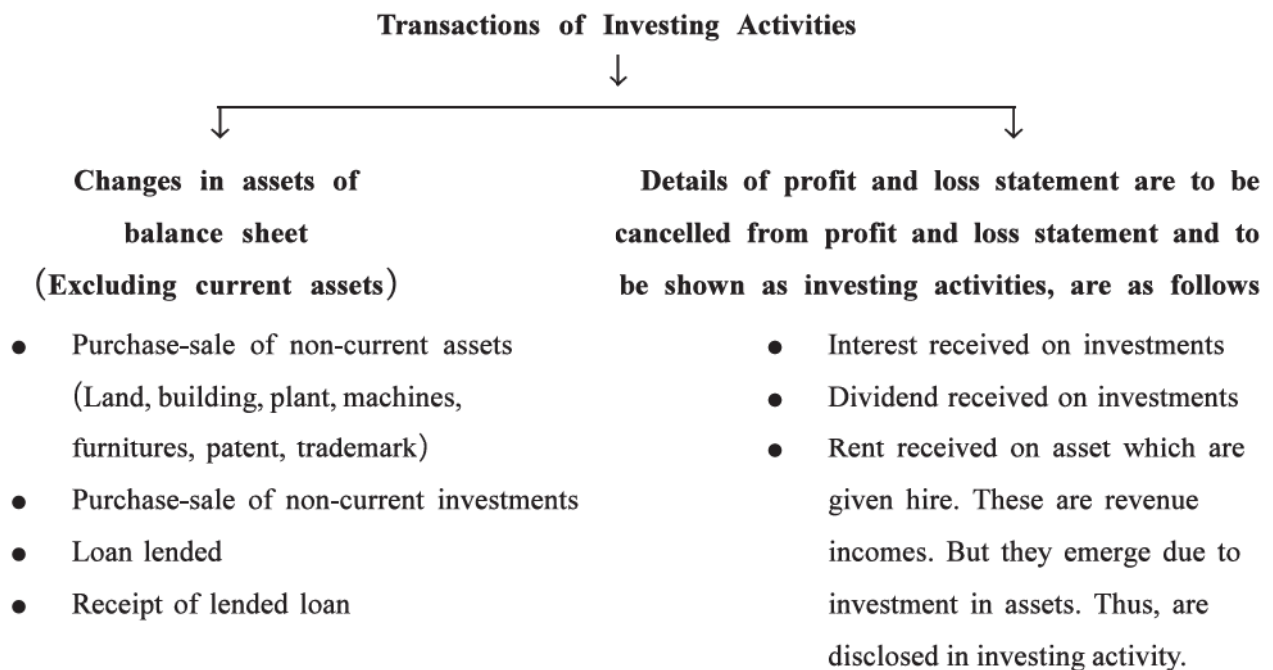 Transactions of Investing Activities
Changes in assets of
balance sheet
(Excluding current assets)
● Purchase-sale of non-current assets
(Land, building, plant, machines,
furnitures, patent, trademark)
● Purchase-sale of non-current investments
● Loan lended
● Receipt of lended loan
Details of profit and loss statement are to be
cancelled from profit and loss statement and to
be shown as investing activities, are as follows
● Interest received on investments
● Dividend received on investments
● Rent received on asset which are
given hire. These are revenue
incomes. But they emerge due to
investment in assets. Thus, are
disclosed in investing activity.